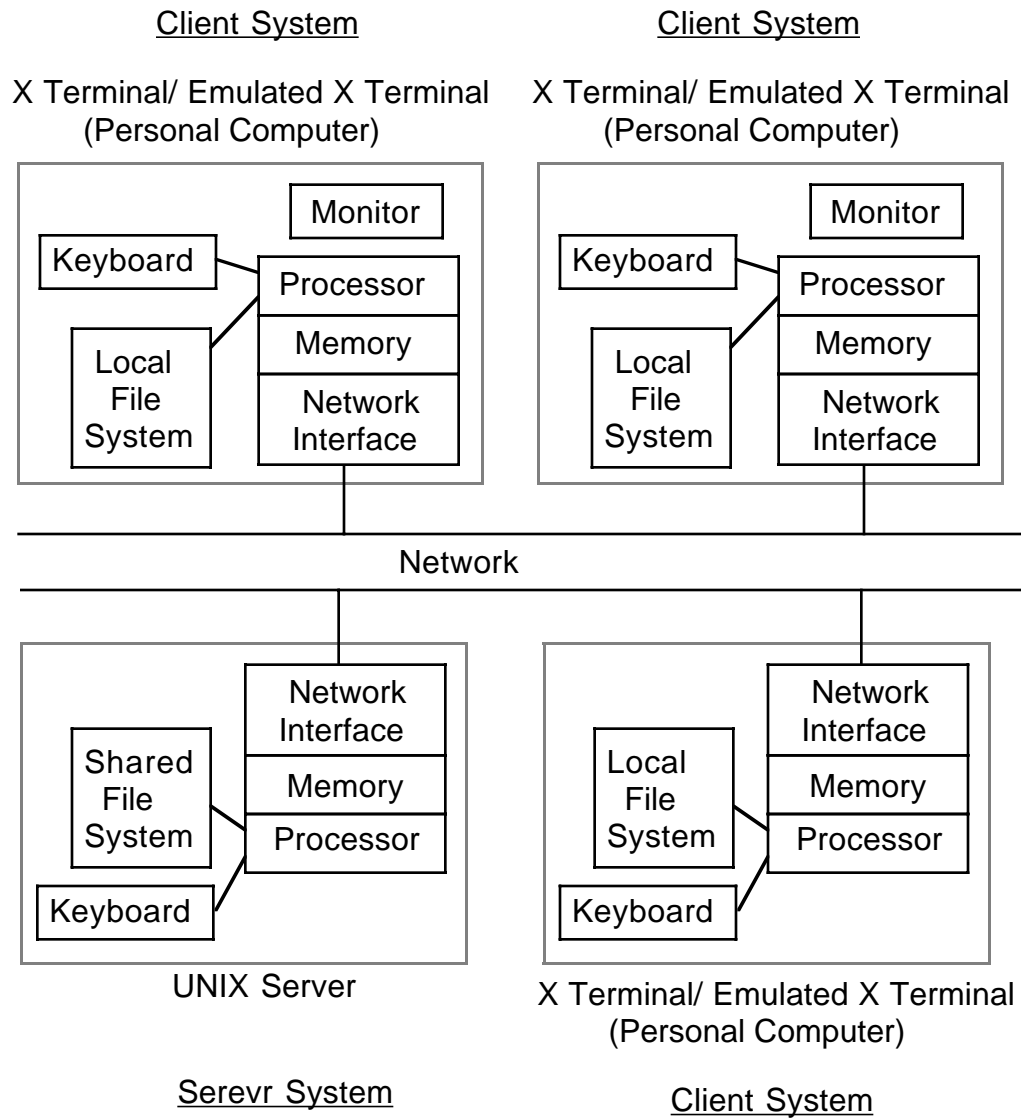 Client System
X Terminal/ Emulated X Terminal
(Personal Computer)
Monitor
Keyboard
Processor
Memory
Local
File
System
Network
Interface
Client System
X Terminal/ Emulated X Terminal
(Personal Computer)
Monitor
Keyboard
Processor
Memory
Local
File
System
Network
Interface
Network
Network
Interface
Shared
File
System
Memory
Processor
Keyboard
UNIX Server
Serevr System
Network
Interface
Local
File
System
Memory
Processor
Keyboard
X Terminal/ Emulated X Terminal
(Personal Computer)
Client System